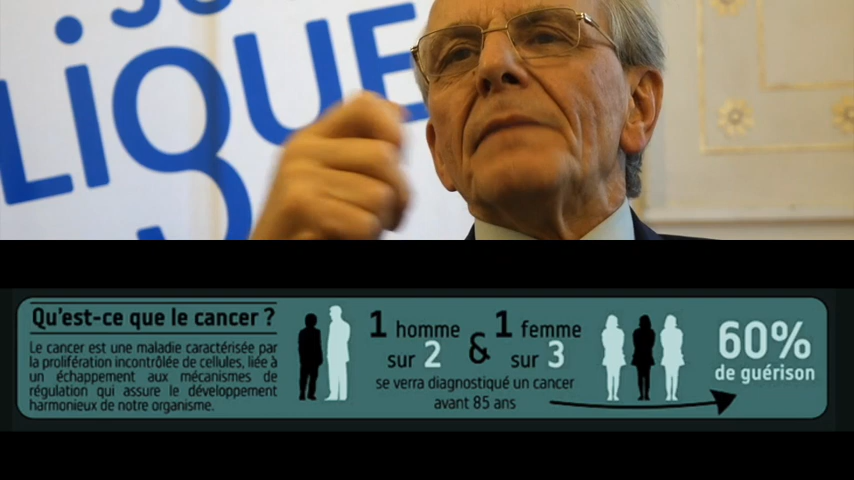 LIQUE
Qu'est-ce que le cancer ?
Le cancer est une maladie caractérisée par
la prolifération incontrôlée de cellules, liée à
un échappement aux mécanismes de
régulation qui assure le développement
harmonieux de notre organisme.
1 homme
sur 2
&
1 femme
sur 3
se verra diagnostiqué un cancer
avant 85 ans
60%
de guérison